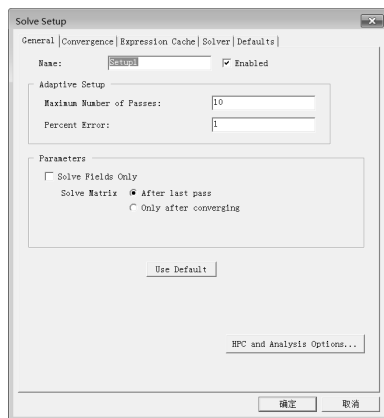 Solve Setup
General Convergence Expression Cache Solver Defaults
Name: Setup1 Enabled
Adaptive Setup
Maximum Number of Passes: 10
Percent Error: 1
Parameters
Solve Fields Only
Solve Matrix After last pass
Only after converging
Use Default
HPC and Analysis Options...
确定 取消